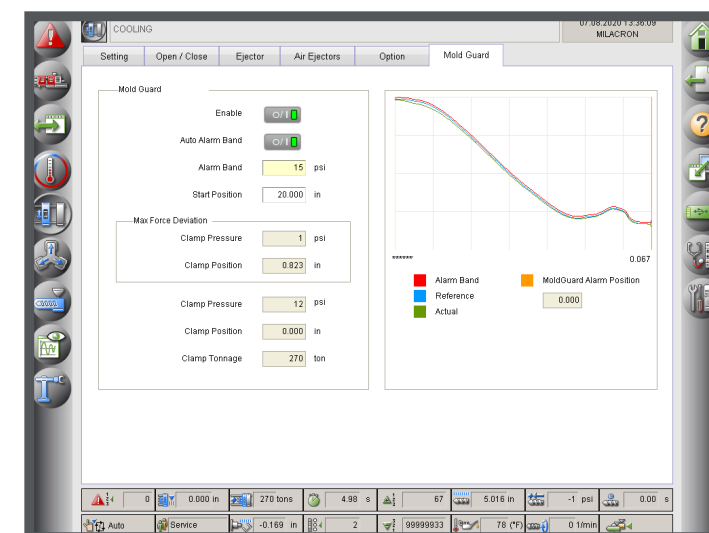 COOLING
07.08.2020 13:36:09
MILACRON
Setting Open / Close Ejector Air Ejectors Option Mold Guard
Mold Guard
Enable O/I
Auto Alarm Band O/I
Alarm Band 15 psi
Start Position 20.000 in
Max Force Deviation
Clamp Pressure 1 psi
Clamp Position 0.823 in
Clamp Pressure 12 psi
Clamp Position 0.000 in
Clamp Tonnage 270 ton
****** 0.067
Alarm Band MoldGuard Alarm Position
Reference 0.000
Actual
0 0.000 in 270 tons 4.98 s 67 5.016 in -1 psi 0.00 s
Auto Service -0.169 in 2 99999933 78 (°F) 0 1/min